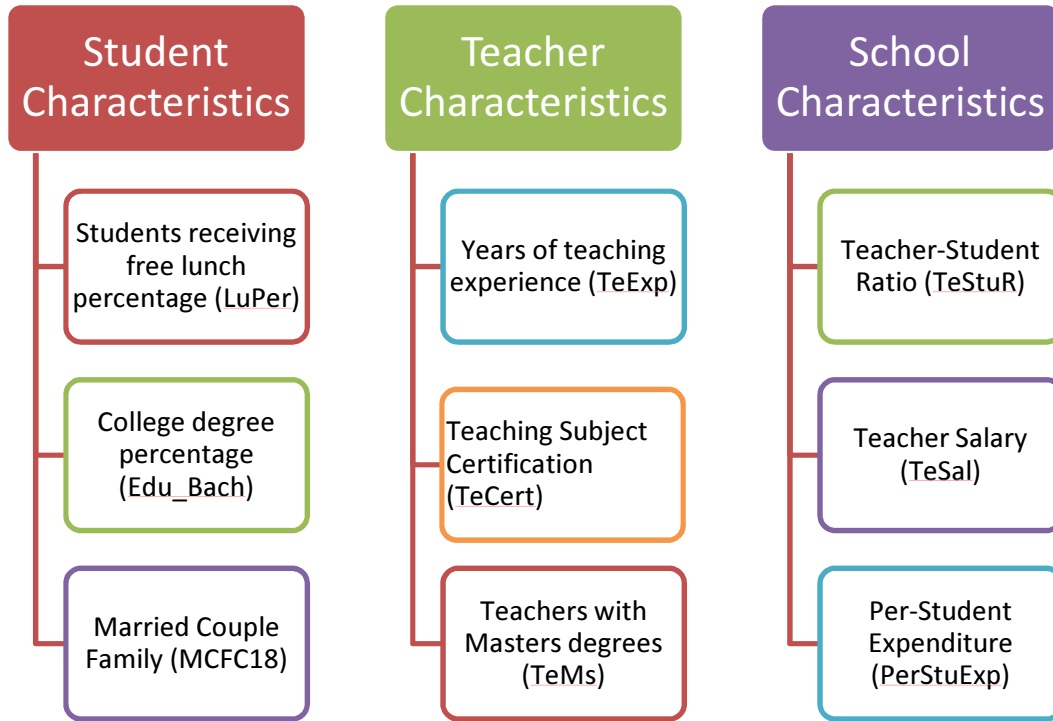 Student
Characteristics
Students receiving
free lunch
percentage (LuPer)
College degree
percentage
(Edu_Bach)
Married Couple
Family (MCFC18)
Teacher
Characteristics
Years of teaching
experience (TeExp)
Teaching Subject
Certification
(TeCert)
Teachers with
Masters degrees
(TeMs)
School
Characteristics
Teacher-Student
Ratio (TeStuR)
Teacher Salary
(TeSal)
Per-Student
Expenditure
(PerStuExp)